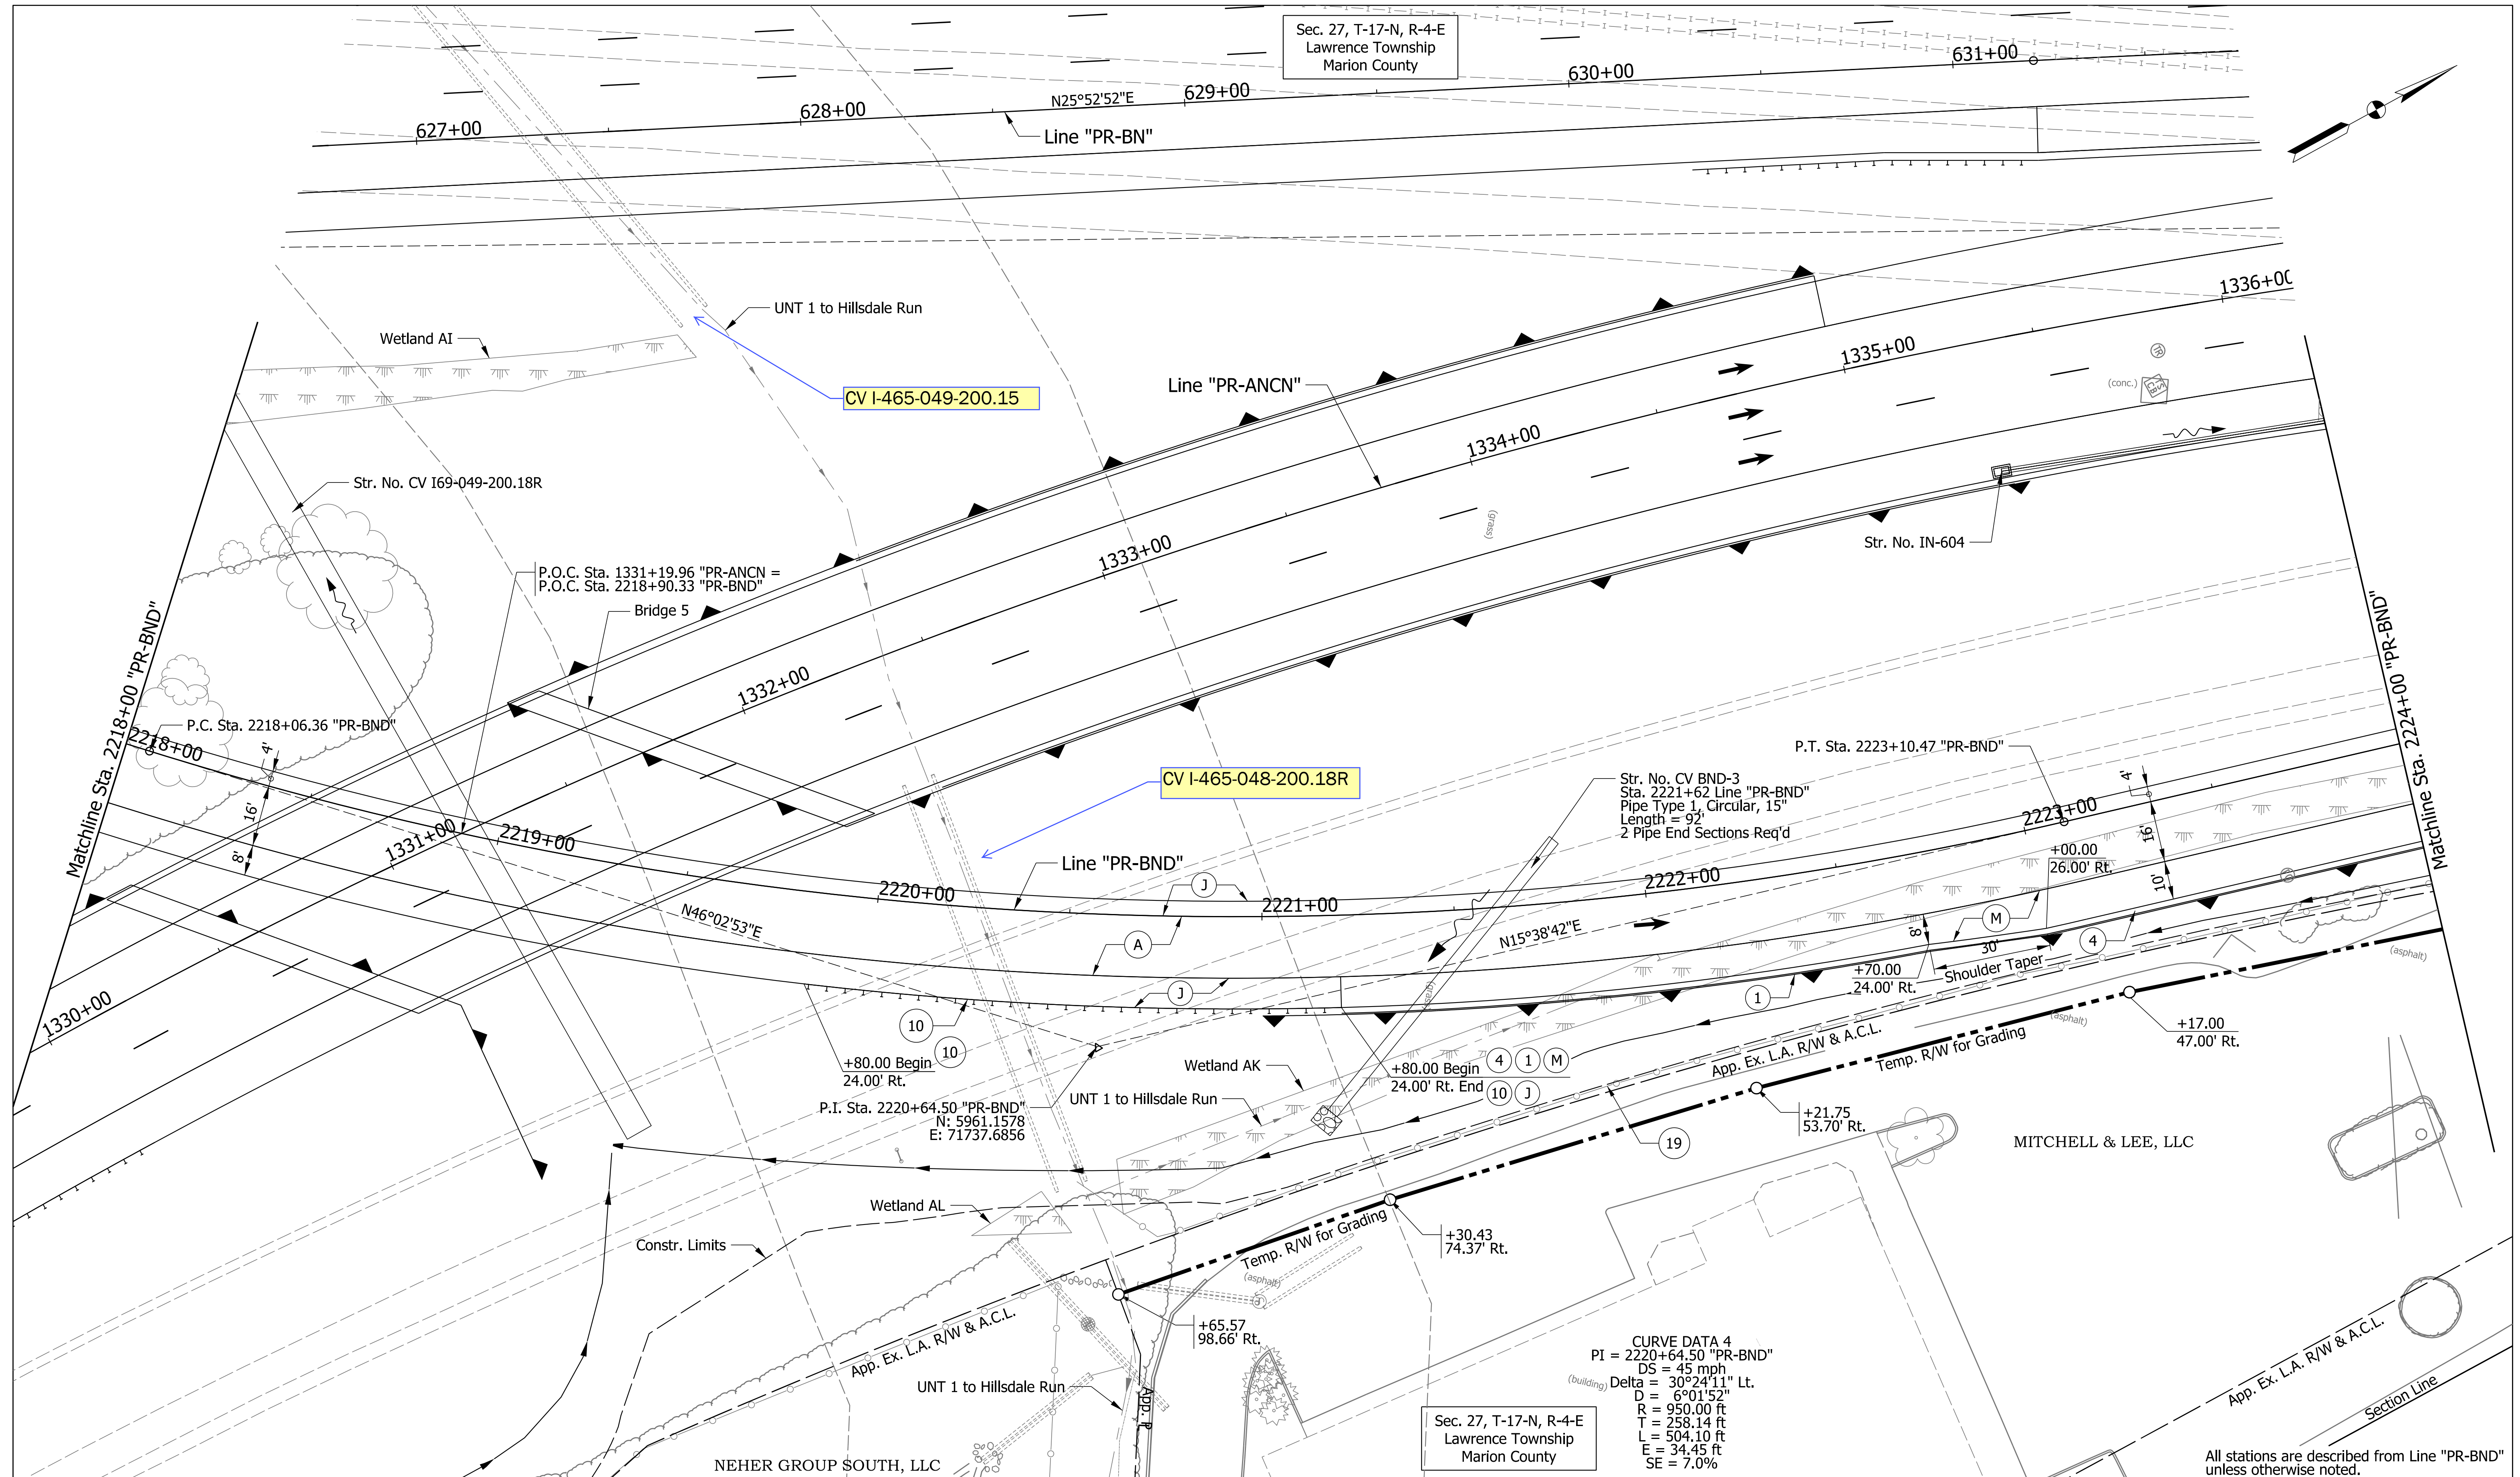 Sec. 27, T-17-N, R-4-E
Lawrence Township
Marion County
627+00
628+00
N25°52'52"E
629+00
630+00
631+00
Line "PR-BN"
UNT 1 to Hillsdale Run
Wetland AI
CV I-465-049-200.15
Line "PR-ANCN"
1336+0
1335+00
1334+00
1333+00
1332+00
1331+00
1330+00
(conc.)
TR
(grass)
Str. No. CV I69-049-200.18R
Str. No. IN-604
P.O.C. Sta. 1331+19.96 "PR-ANCN =
P.O.C. Sta. 2218+90.33 "PR-BND"
Bridge 5
Matchline Sta. 2218+00 "PR-BND"
P.C. Sta. 2218+06.36 "PR-BND"
2218+00
4'
16'
8'
2219+00
N46°02'53"E
CV I-465-048-200.18R
Line "PR-BND"
2220+00
J
2221+00
A
J
Str. No. CV BND-3
Sta. 2221+62 Line "PR-BND"
Pipe Type 1, Circular, 15"
Length = 92'
2 Pipe End Sections Req'd
2222+00
N15°38'42"E
P.T. Sta. 2223+10.47 "PR-BND"
2223+00
4'
16'
10'
+00.00
26.00' Rt.
Matchline Sta. 2224+00 "PR-BND"
M
8'
30'
Shoulder Taper
+70.00
24.00' Rt.
4
1
10
10
+80.00 Begin
24.00' Rt.
P.I. Sta. 2220+64.50 "PR-BND"
N: 5961.1578
E: 71737.6856
Wetland AK
UNT 1 to Hillsdale Run
+80.00 Begin
4 1 M
24.00' Rt. End
10 J
App. Ex. L.A. R/W & A.C.L.
Temp. R/W for Grading
(asphalt)
(asphalt)
+17.00
47.00' Rt.
+21.75
53.70' Rt.
19
MITCHELL & LEE, LLC
Wetland AL
Constr. Limits
Temp. R/W for Grading
(asphalt)
+30.43
74.37' Rt.
+65.57
98.66' Rt.
App. Ex. L.A. R/W & A.C.L.
UNT 1 to Hillsdale Run
NEHER GROUP SOUTH, LLC
(building)
CURVE DATA 4
PI = 2220+64.50 "PR-BND"
DS = 45 mph
Delta = 30°24'11" Lt.
D = 6°01'52"
R = 950.00 ft
T = 258.14 ft
L = 504.10 ft
E = 34.45 ft
SE = 7.0%
Sec. 27, T-17-N, R-4-E
Lawrence Township
Marion County
App. Ex. L.A. R/W & A.C.L.
Section Line
All stations are described from Line "PR-BND"
unless otherwise noted.